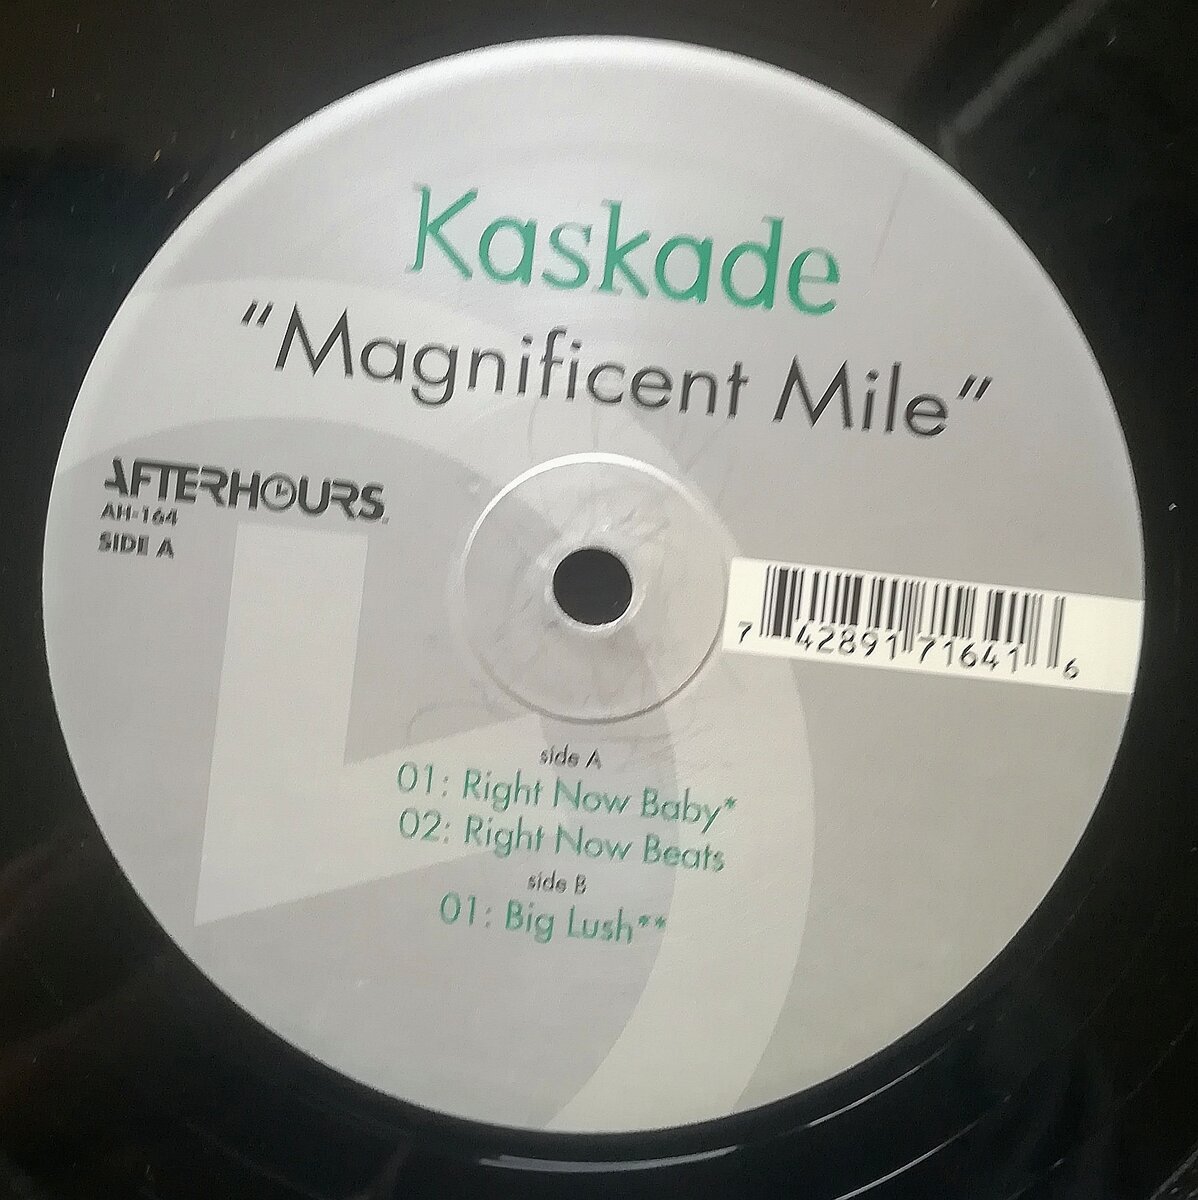 Kaskade
"Magnificent Mile"
AFTERHOURS
AH-164
SIDE A
7 42891 71641 6
side A
01: Right Now Baby*
02: Right Now Beats
side B
01: Big Lush**